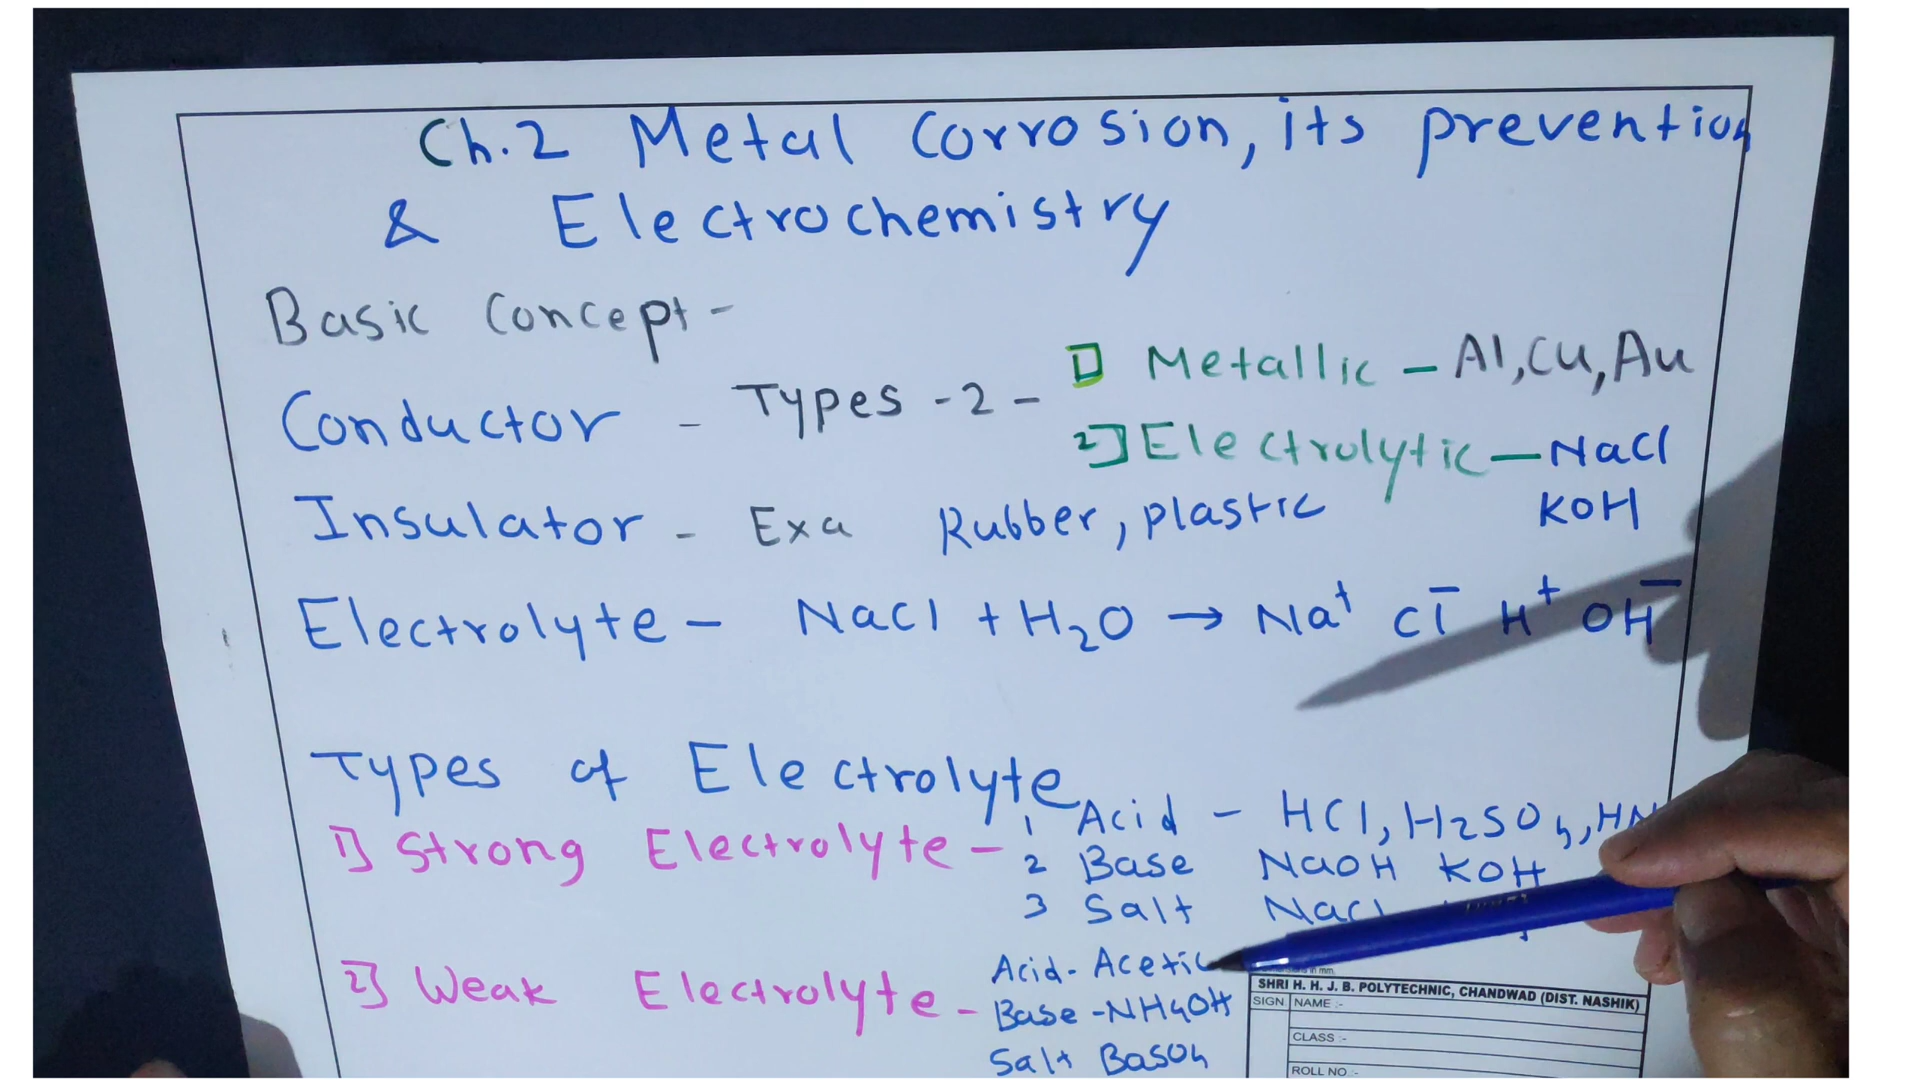 Ch.2 Metal Corrosion, its prevention
& Electrochemistry
Basic Concept -
Conductor - Types - 2 - 1] Metallic - Al, Cu, Au
2] Electrolytic - NaCl
KOH
Insulator - Exa Rubber, plastic
Electrolyte - NaCl + H2O → Na+ Cl- H+ OH-
Types of Electrolyte
1] Strong Electrolyte - 1 Acid - HCl, H2SO4, HN
2 Base NaOH KOH
3 Salt NaCl
2] Weak Electrolyte - Acid - Acetic
Base - NH4OH
Salt BaSO4
in mm.
SHRI H. H. J. B. POLYTECHNIC, CHANDWAD (DIST. NASHIK)
SIGN NAME :-
CLASS :-
ROLL NO :-